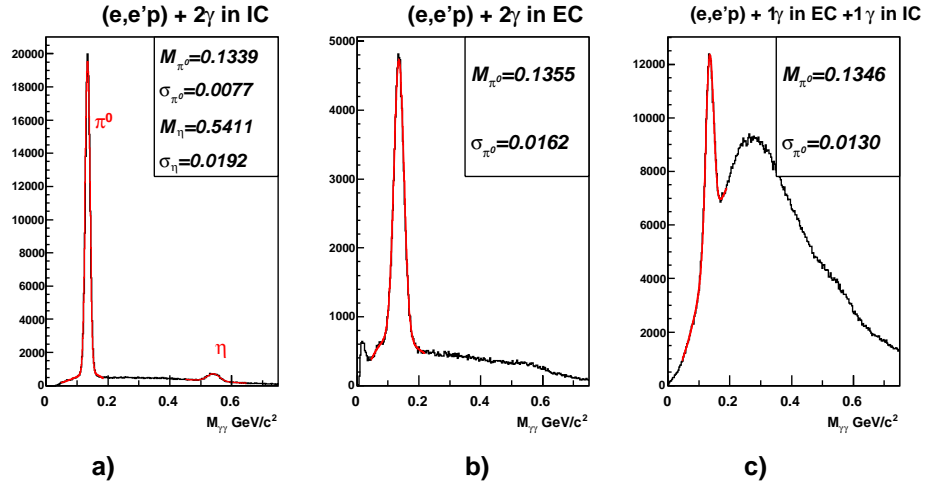 (e,e'p) + 2γ in IC
20000
18000
16000
14000
12000
10000
8000
6000
4000
2000
0
0 0.2 0.4 0.6
M_γγ GeV/c²
π⁰
η
M_π⁰=0.1339
σ_π⁰=0.0077
M_η=0.5411
σ_η=0.0192
a)
(e,e'p) + 2γ in EC
5000
4000
3000
2000
1000
0
0 0.2 0.4 0.6
M_γγ GeV/c²
M_π⁰=0.1355
σ_π⁰=0.0162
b)
(e,e'p) + 1γ in EC +1γ in IC
12000
10000
8000
6000
4000
2000
0
0 0.2 0.4 0.6
M_γγ GeV/c²
M_π⁰=0.1346
σ_π⁰=0.0130
c)